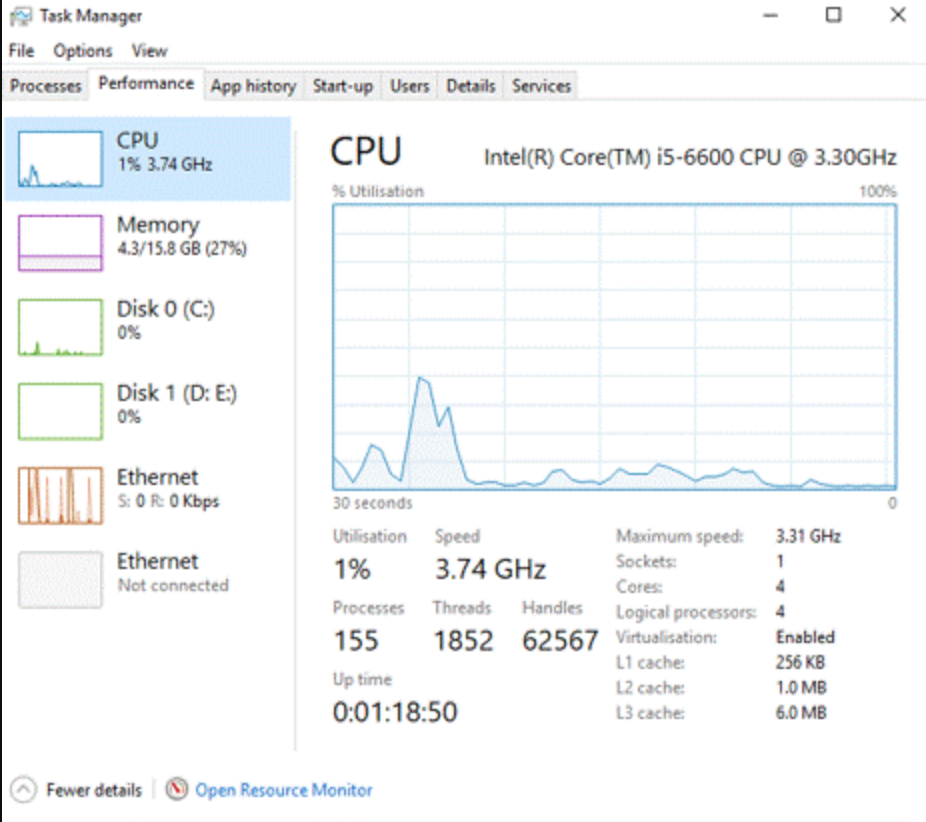 Task Manager
File Options View
Processes Performance App history Start-up Users Details Services
CPU
1% 3.74 GHz
Memory
4.3/15.8 GB (27%)
Disk 0 (C:)
0%
Disk 1 (D: E:)
0%
Ethernet
S: 0 R: 0 Kbps
Ethernet
Not connected
CPU Intel(R) Core(TM) i5-6600 CPU @ 3.30GHz
% Utilisation 100%
30 seconds 0
Utilisation Speed
1% 3.74 GHz
Processes Threads Handles
155 1852 62567
Up time
0:01:18:50
Maximum speed: 3.31 GHz
Sockets: 1
Cores: 4
Logical processors: 4
Virtualisation: Enabled
L1 cache: 256 KB
L2 cache: 1.0 MB
L3 cache: 6.0 MB
Fewer details Open Resource Monitor